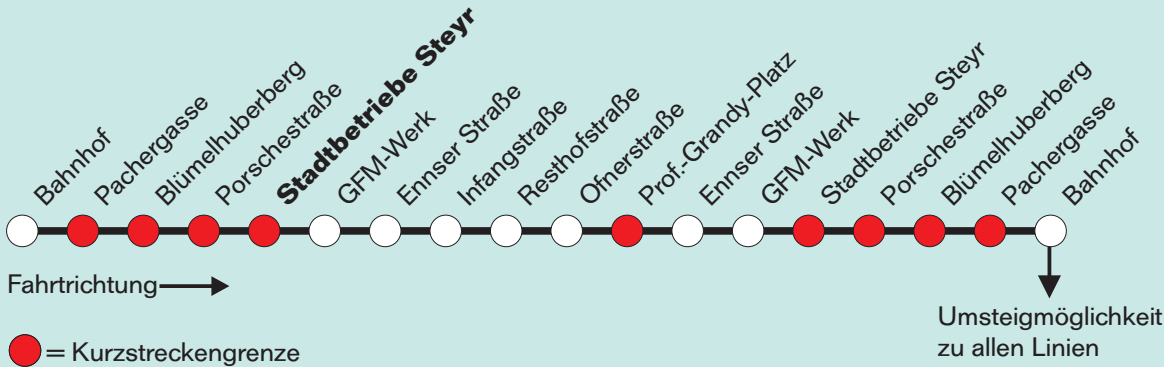 Bahnhof
Pachergasse
Blümelhuberberg
Porschestraße
Stadtbetriebe Steyr
GFM-Werk
Ennser Straße
Infangstraße
Resthofstraße
Ofnerstraße
Prof.-Grandy-Platz
Ennser Straße
GFM-Werk
Stadtbetriebe Steyr
Porschestraße
Blümelhuberberg
Pachergasse
Bahnhof
Fahrtrichtung
Umsteigmöglichkeit
zu allen Linien
= Kurzstreckengrenze